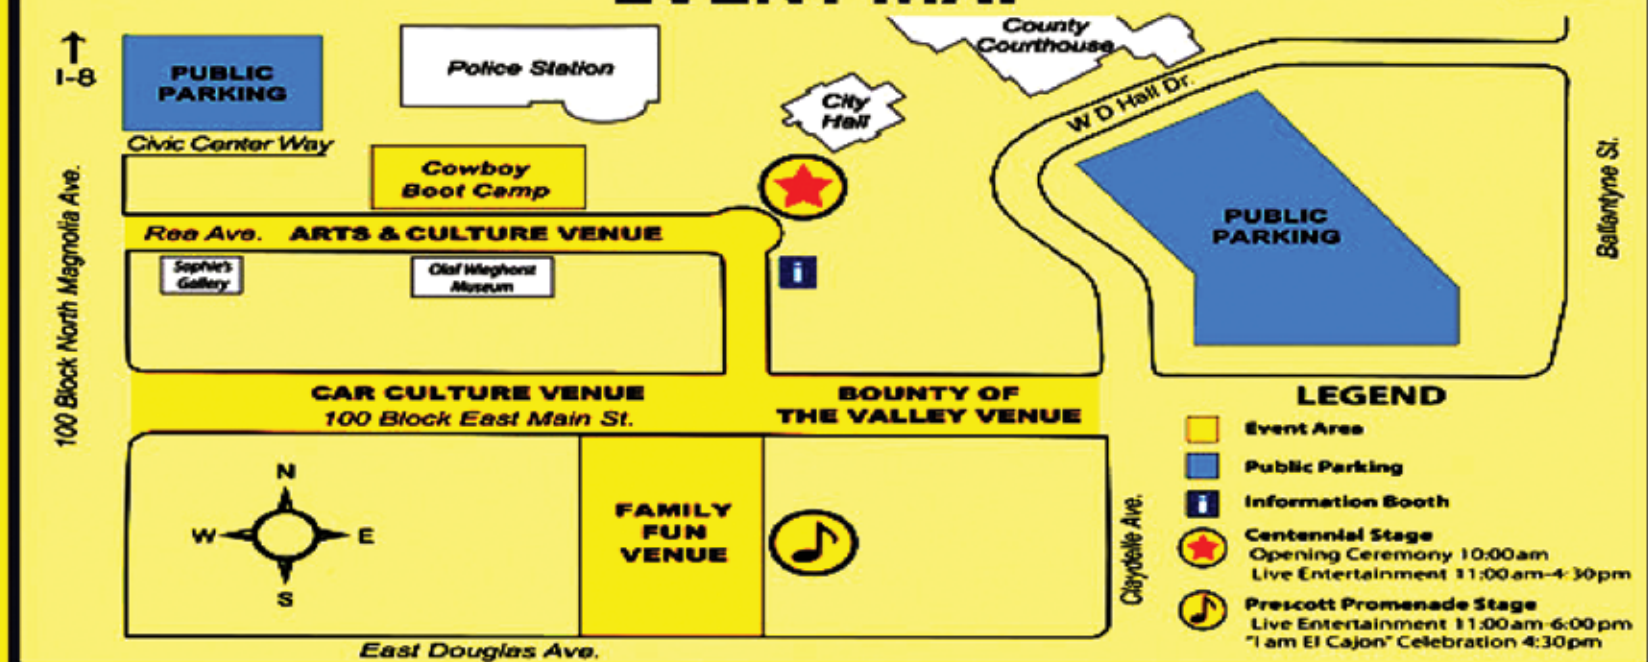 EVENT MAP
County
Courthouse
I-8
PUBLIC
PARKING
Police Station
City
Hall
W D Hall Dr.
Civic Center Way
Cowboy
Boot Camp
Ballantyne St.
PUBLIC
PARKING
100 Block North Magnolia Ave.
Rea Ave. ARTS & CULTURE VENUE
Sophie's
Gallery
Olaf Wieghorst
Museum
i
CAR CULTURE VENUE
100 Block East Main St.
BOUNTY OF
THE VALLEY VENUE
N
W E
S
FAMILY
FUN
VENUE
Claydelle Ave.
East Douglas Ave.
LEGEND
Event Area
Public Parking
i Information Booth
Centennial Stage
Opening Ceremony 10:00am
Live Entertainment 11:00am-4:30pm
Prescott Promenade Stage
Live Entertainment 11:00am-6:00pm
"I am El Cajon" Celebration 4:30pm